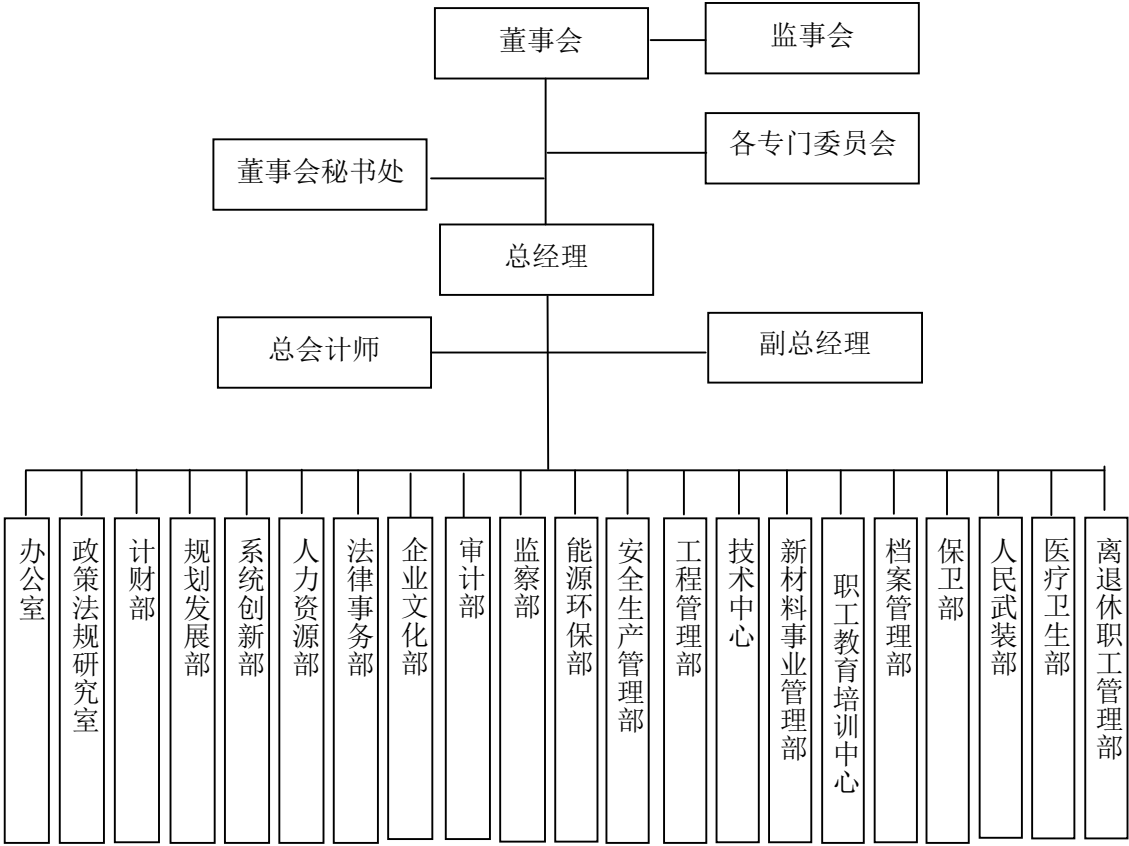 董事会
监事会
各专门委员会
董事会秘书处
总经理
总会计师
副总经理
办公室
政策法规研究室
计财部
规划发展部
系统创新部
人力资源部
法律事务部
企业文化部
审计部
监察部
能源环保部
安全生产管理部
工程管理部
技术中心
新材料事业管理部
职工教育培训中心
档案管理部
保卫部
人民武装部
医疗卫生部
离退休职工管理部